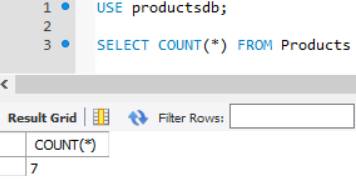 1 USE productsdb;
2
3 SELECT COUNT(*) FROM Products
Result Grid Filter Rows:
COUNT(*)
7